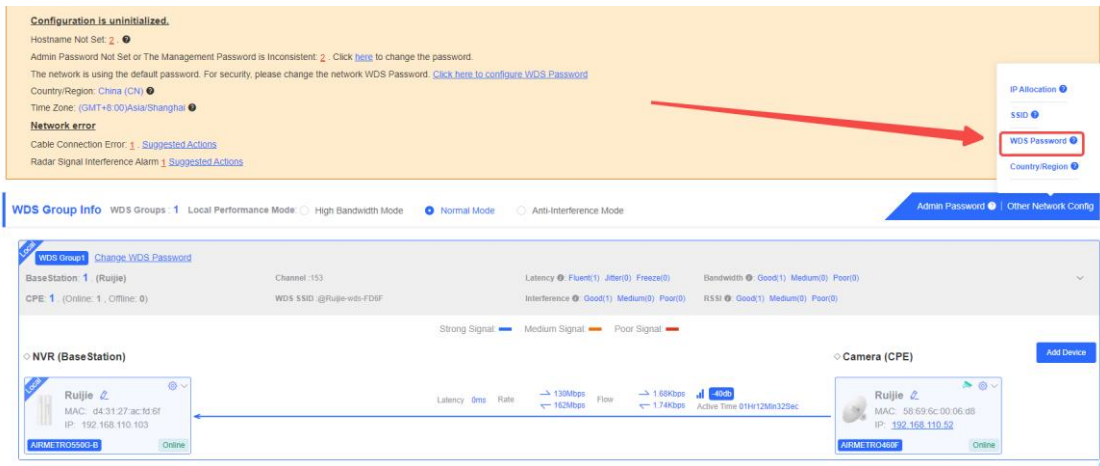 Configuration is uninitialized.
Hostname Not Set: 2 .
Admin Password Not Set or The Management Password is Inconsistent: 2 . Click here to change the password.
The network is using the default password. For security, please change the network WDS Password. Click here to configure WDS Password
Country/Region: China (CN)
Time Zone: (GMT+8:00)Asia/Shanghai
Network error
Cable Connection Error: 1 . Suggested Actions
Radar Signal Interference Alarm 1 Suggested Actions
IP Allocation
SSID
WDS Password
Country/Region
WDS Group Info WDS Groups: 1 Local Performance Mode: High Bandwidth Mode Normal Mode Anti-Interference Mode
Admin Password | Other Network Config
Local
WDS Group1 Change WDS Password
BaseStation: 1 . (Ruijie) Channel :153 Latency : Fluent(1) Jitter(0) Freeze(0) Bandwidth : Good(1) Medium(0) Poor(0)
CPE: 1 . (Online: 1 , Offline: 0) WDS SSID :@Ruijie-wds-FD6F Interference : Good(1) Medium(0) Poor(0) RSSI : Good(1) Medium(0) Poor(0)
Strong Signal: Medium Signal: Poor Signal:
NVR (BaseStation) Camera (CPE) Add Device
Local
Ruijie
MAC: d4:31:27:ac:fd:6f
IP: 192.168.110.103
AIRMETRO550G-B Online
Latency 0ms Rate 130Mbps 162Mbps Flow 1.68Kbps 1.74Kbps -40db
Active Time 01Hr12Min32Sec
Ruijie
MAC: 58:69:6c:00:06:d8
IP: 192.168.110.52
AIRMETRO460F Online